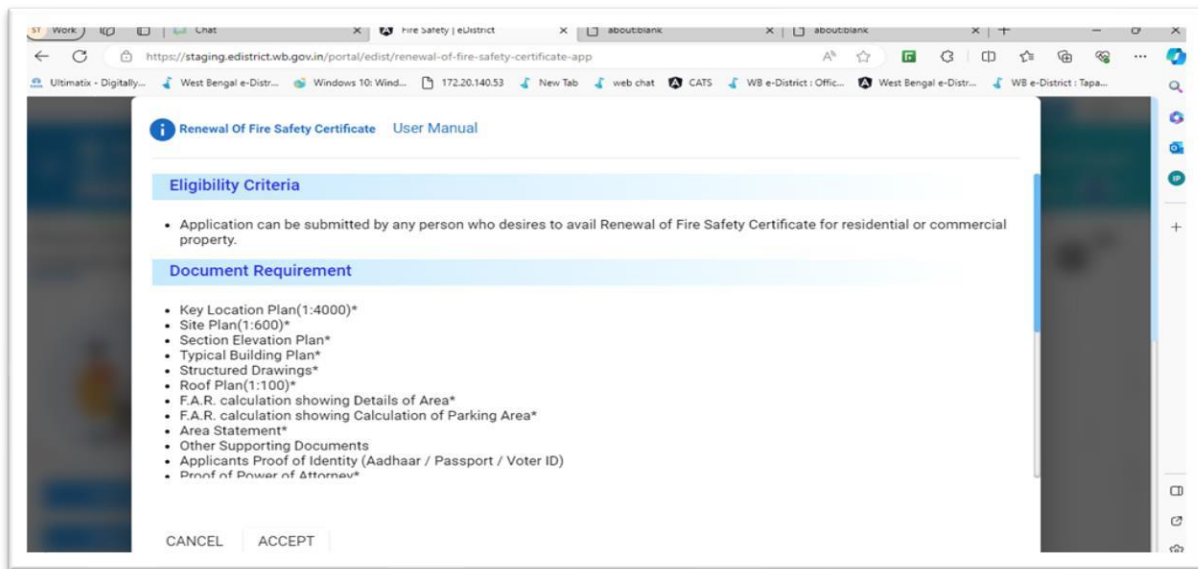 ST Work
Chat
Fire Safety | eDistrict
about:blank
about:blank
https://staging.edistrict.wb.gov.in/portal/edist/renewal-of-fire-safety-certificate-app
Ultimatix - Digitally...
West Bengal e-Distr...
Windows 10: Wind...
172.20.140.53
New Tab
web chat
CATS
WB e-District : Offic...
West Bengal e-Distr...
WB e-District : Tapa...
Renewal Of Fire Safety Certificate User Manual
Eligibility Criteria
• Application can be submitted by any person who desires to avail Renewal of Fire Safety Certificate for residential or commercial
property.
Document Requirement
• Key Location Plan(1:4000)*
• Site Plan(1:600)*
• Section Elevation Plan*
• Typical Building Plan*
• Structured Drawings*
• Roof Plan(1:100)*
• F.A.R. calculation showing Details of Area*
• F.A.R. calculation showing Calculation of Parking Area*
• Area Statement*
• Other Supporting Documents
• Applicants Proof of Identity (Aadhaar / Passport / Voter ID)
• Proof of Power of Attorney*
CANCEL ACCEPT
IP